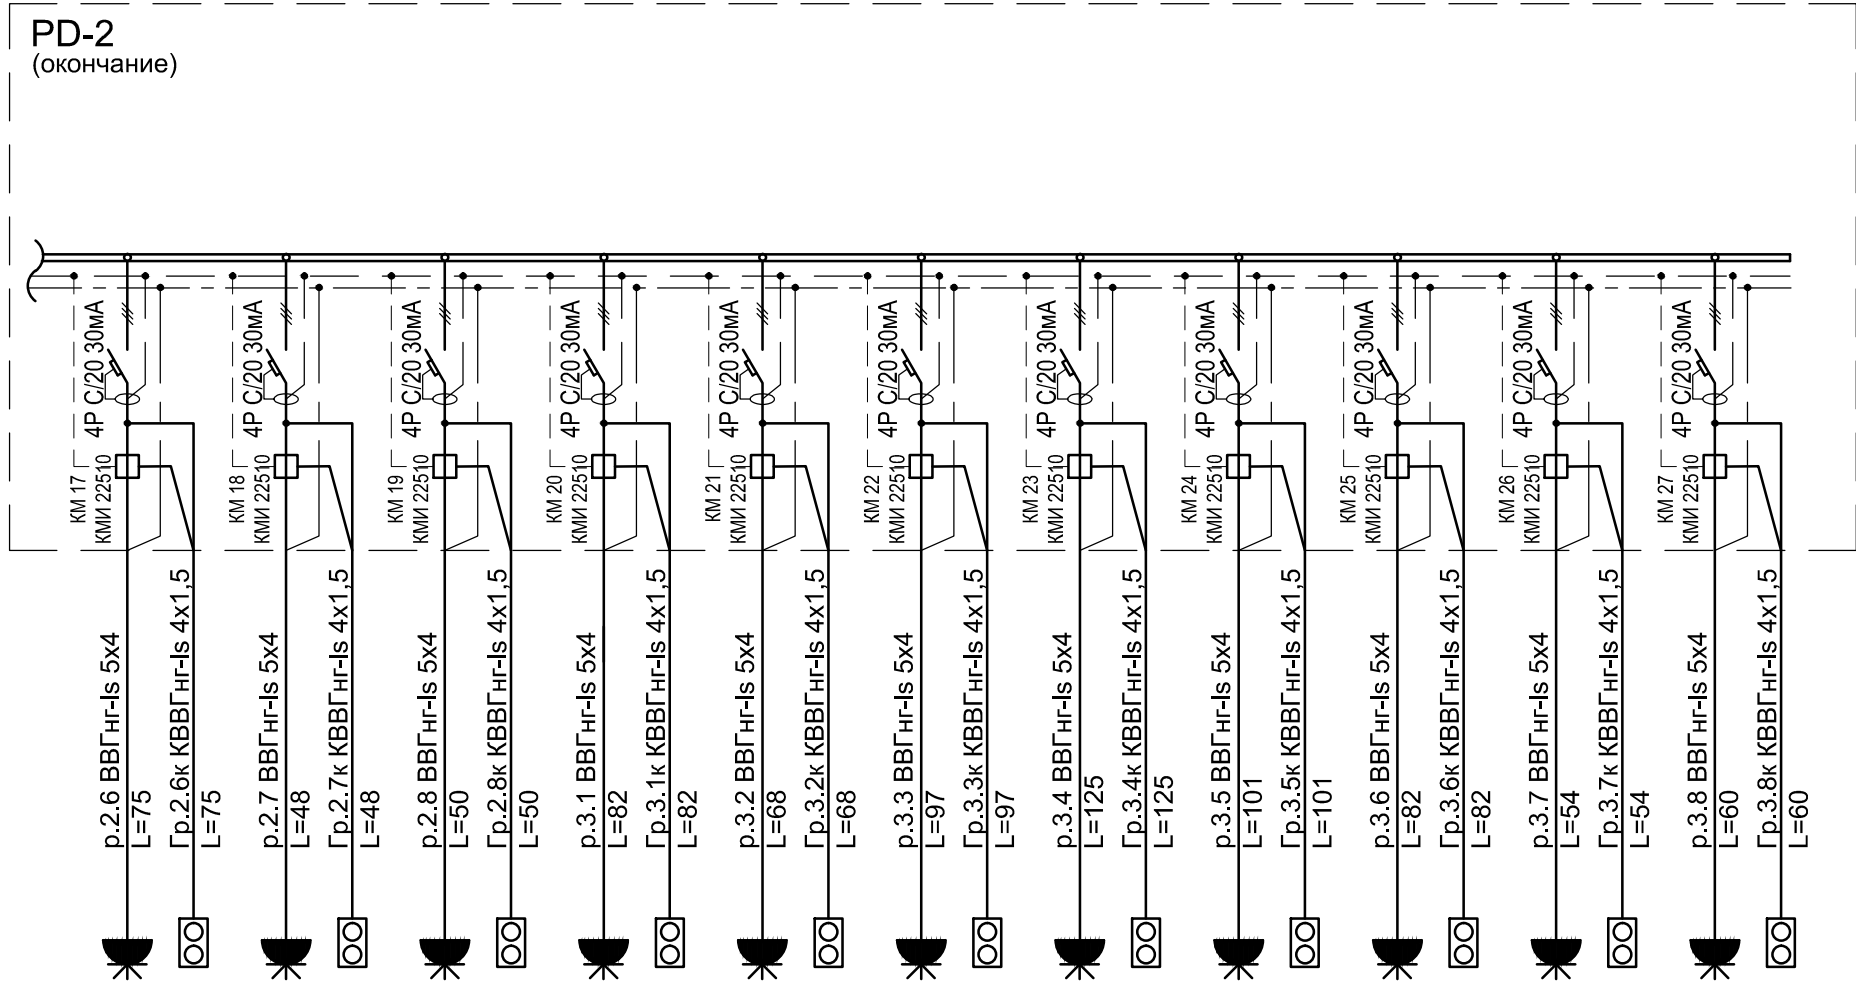 PD-2
(окончание)
4P C/20 30мА
КМ 17
КМИ 22510
р.2.6 ВВГнг-ls 5x4
L=75
Гр.2.6к КВВГнг-ls 4x1,5
L=75
4P C/20 30мА
КМ 18
КМИ 22510
р.2.7 ВВГнг-ls 5x4
L=48
Гр.2.7к КВВГнг-ls 4x1,5
L=48
4P C/20 30мА
КМ 19
КМИ 22510
р.2.8 ВВГнг-ls 5x4
L=50
Гр.2.8к КВВГнг-ls 4x1,5
L=50
4P C/20 30мА
КМ 20
КМИ 22510
р.3.1 ВВГнг-ls 5x4
L=82
Гр.3.1к КВВГнг-ls 4x1,5
L=82
4P C/20 30мА
КМ 21
КМИ 22510
р.3.2 ВВГнг-ls 5x4
L=68
Гр.3.2к КВВГнг-ls 4x1,5
L=68
4P C/20 30мА
КМ 22
КМИ 22510
р.3.3 ВВГнг-ls 5x4
L=97
Гр.3.3к КВВГнг-ls 4x1,5
L=97
4P C/20 30мА
КМ 23
КМИ 22510
р.3.4 ВВГнг-ls 5x4
L=125
Гр.3.4к КВВГнг-ls 4x1,5
L=125
4P C/20 30мА
КМ 24
КМИ 22510
р.3.5 ВВГнг-ls 5x4
L=101
Гр.3.5к КВВГнг-ls 4x1,5
L=101
4P C/20 30мА
КМ 25
КМИ 22510
р.3.6 ВВГнг-ls 5x4
L=82
Гр.3.6к КВВГнг-ls 4x1,5
L=82
4P C/20 30мА
КМ 26
КМИ 22510
р.3.7 ВВГнг-ls 5x4
L=54
Гр.3.7к КВВГнг-ls 4x1,5
L=54
4P C/20 30мА
КМ 27
КМИ 22510
р.3.8 ВВГнг-ls 5x4
L=60
Гр.3.8к КВВГнг-ls 4x1,5
L=60